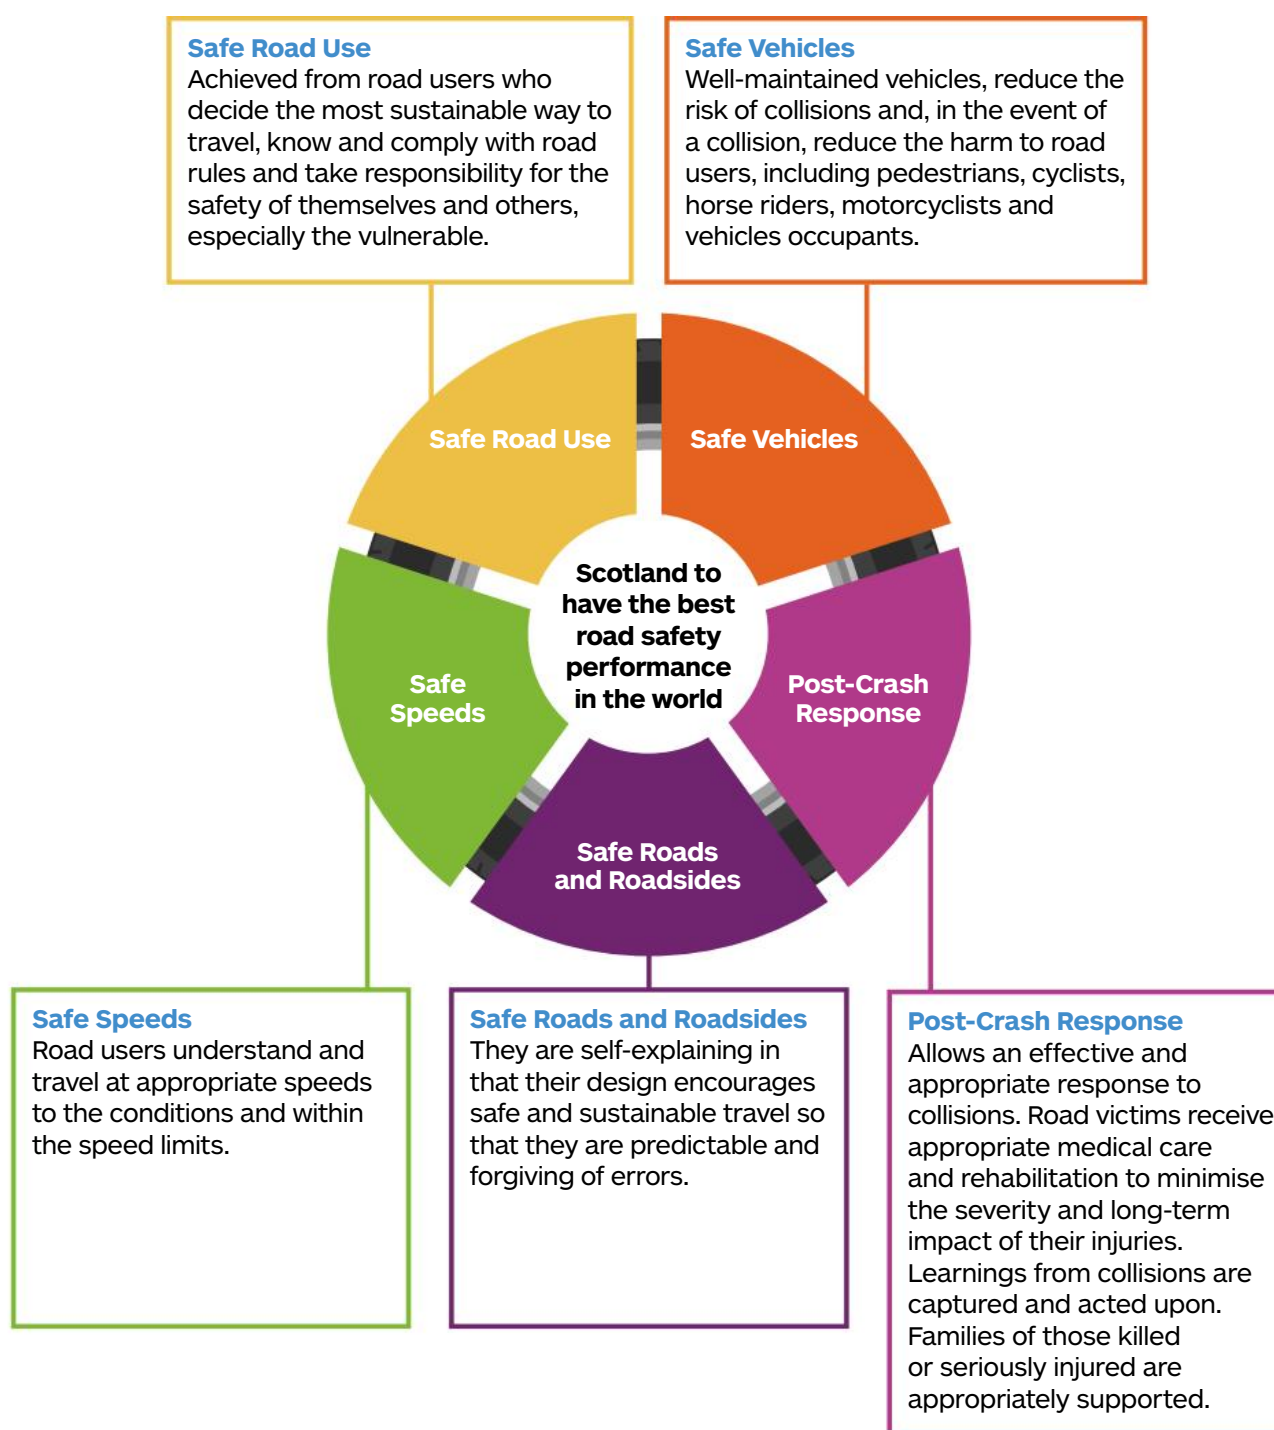 Safe Road Use
Achieved from road users who
decide the most sustainable way to
travel, know and comply with road
rules and take responsibility for the
safety of themselves and others,
especially the vulnerable.
Safe Vehicles
Well-maintained vehicles, reduce the
risk of collisions and, in the event of
a collision, reduce the harm to road
users, including pedestrians, cyclists,
horse riders, motorcyclists and
vehicles occupants.
Safe Road Use
Safe Vehicles
Scotland to
have the best
road safety
performance
in the world
Safe
Speeds
Post-Crash
Response
Safe Roads
and Roadsides
Safe Speeds
Road users understand and
travel at appropriate speeds
to the conditions and within
the speed limits.
Safe Roads and Roadsides
They are self-explaining in
that their design encourages
safe and sustainable travel so
that they are predictable and
forgiving of errors.
Post-Crash Response
Allows an effective and
appropriate response to
collisions. Road victims receive
appropriate medical care
and rehabilitation to minimise
the severity and long-term
impact of their injuries.
Learnings from collisions are
captured and acted upon.
Families of those killed
or seriously injured are
appropriately supported.